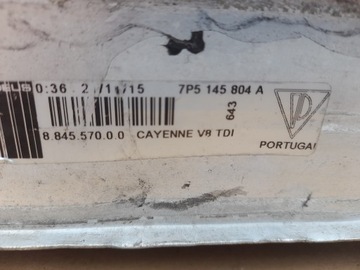 0:36 2 /11/15 7P5 145 804 A
643
8.845.570.0.0 CAYENNE V8 TDI
PORTUGAL